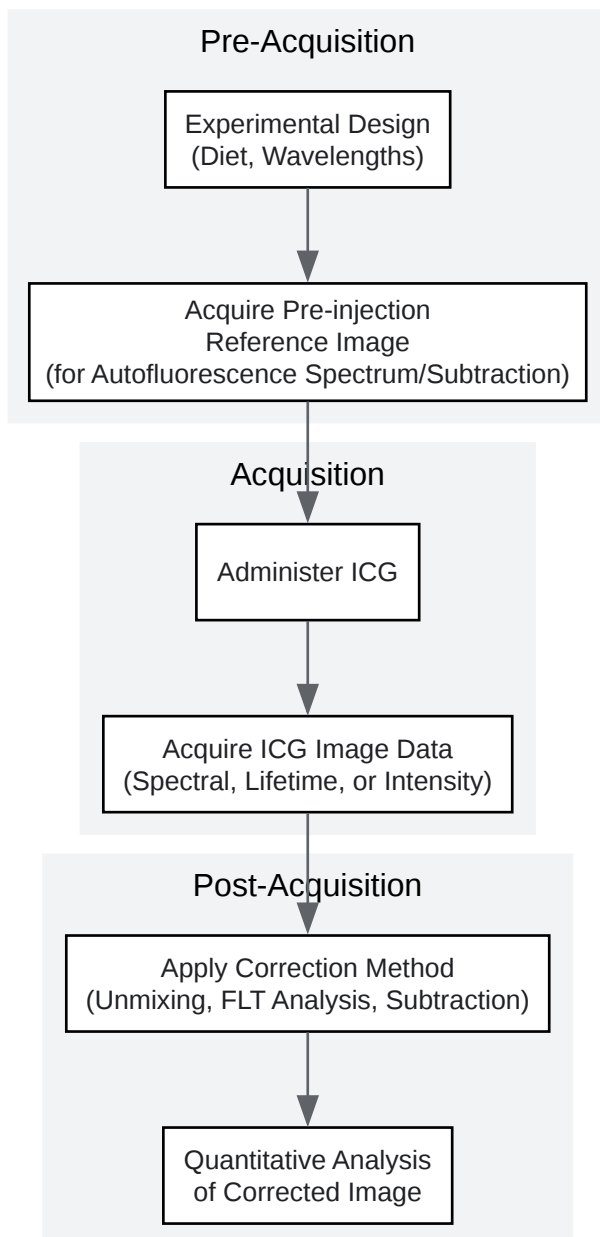 Pre-Acquisition
Experimental Design
(Diet, Wavelengths)
Acquire Pre-injection
Reference Image
(for Autofluorescence Spectrum/Subtraction)
Acquisition
Administer ICG
Acquire ICG Image Data
(Spectral, Lifetime, or Intensity)
Post-Acquisition
Apply Correction Method
(Unmixing, FLT Analysis, Subtraction)
Quantitative Analysis
of Corrected Image